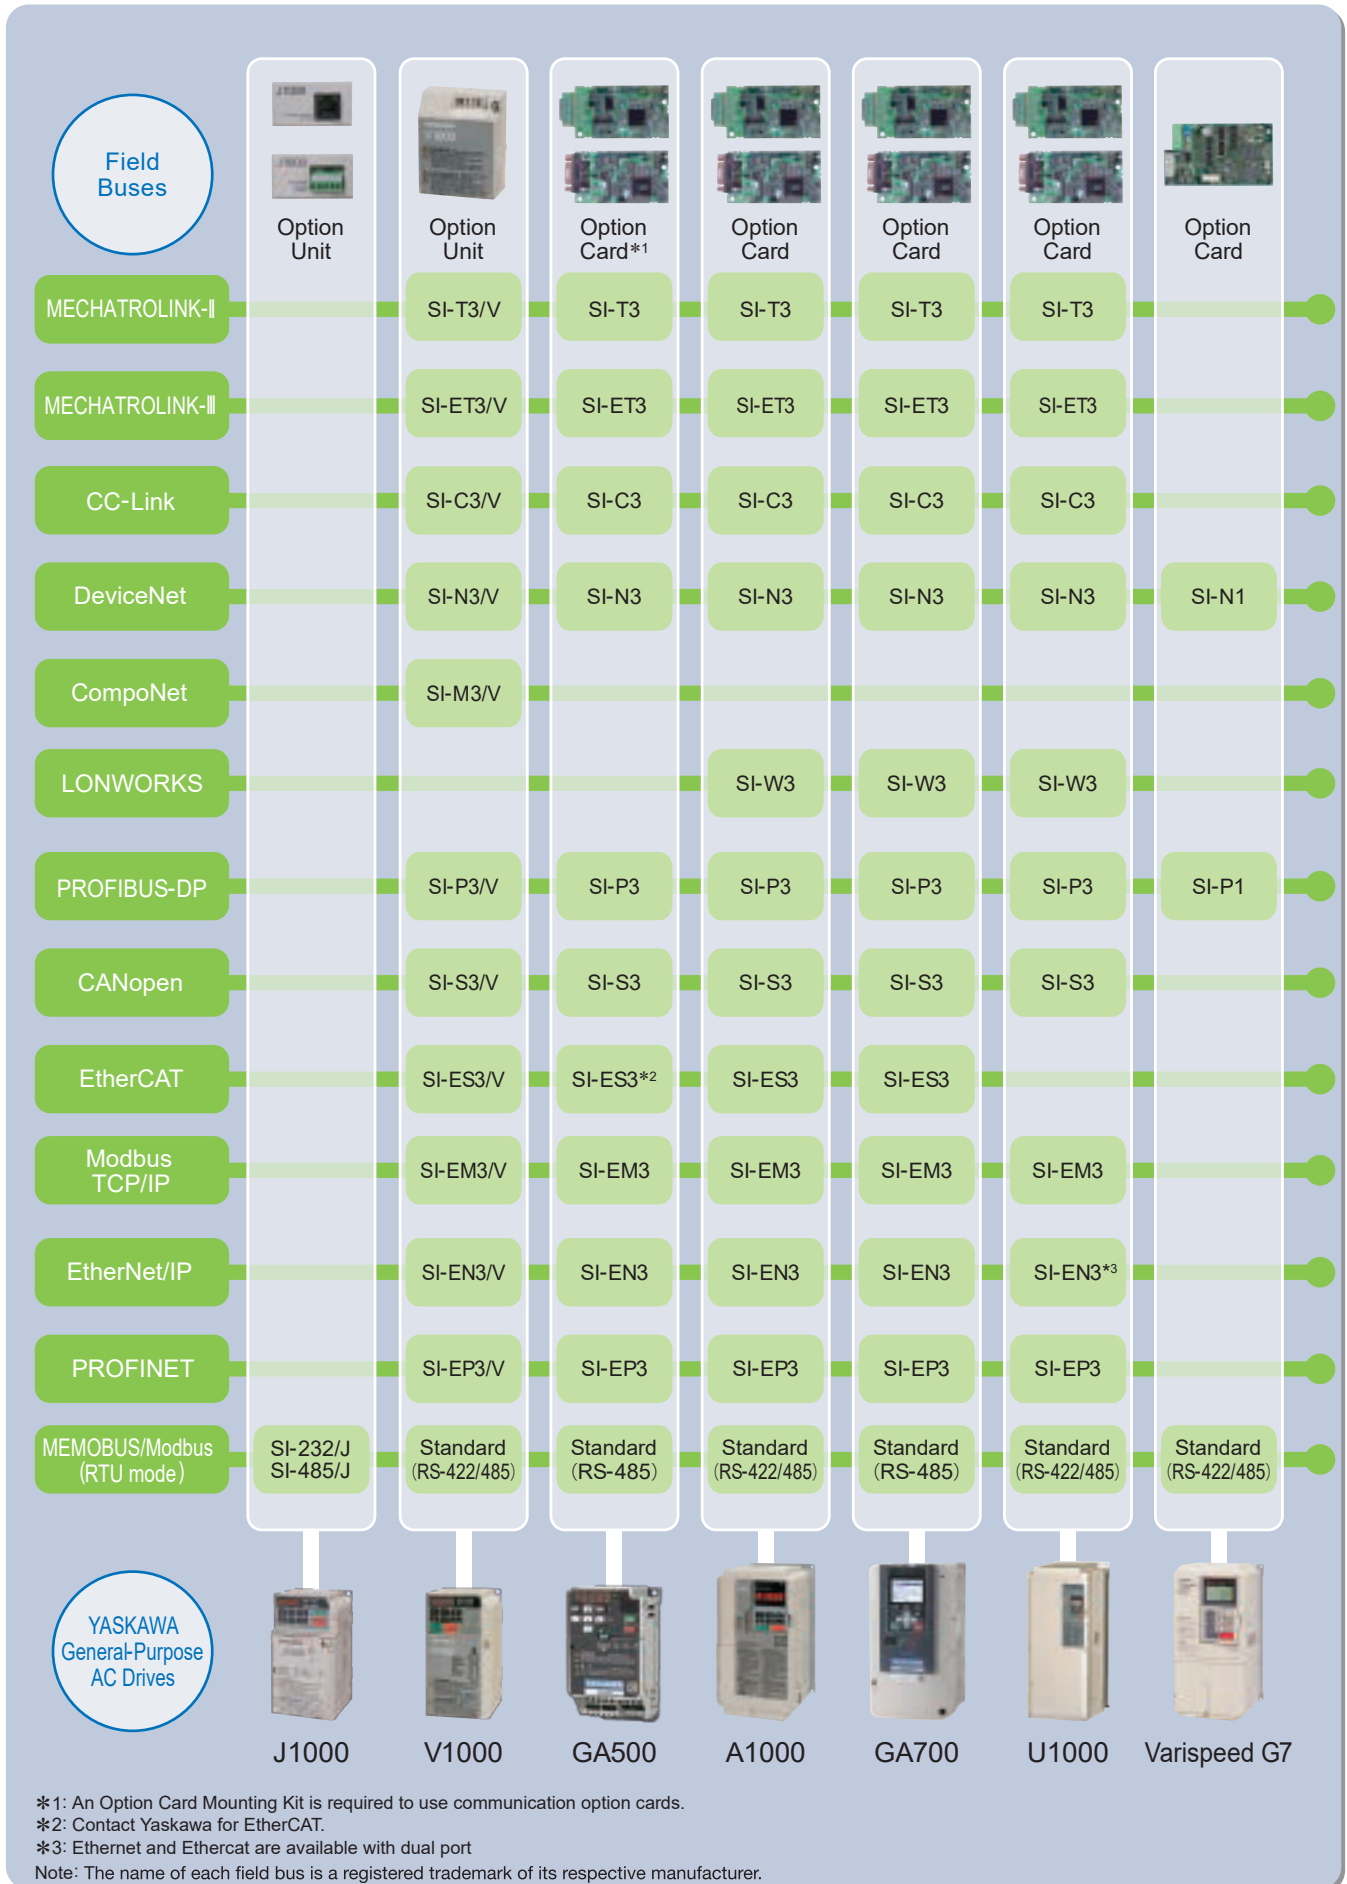 Field
Buses
Option
Unit
Option
Unit
Option
Card*1
Option
Card
Option
Card
Option
Card
Option
Card
MECHATROLINK-Ⅱ SI-T3/V SI-T3 SI-T3 SI-T3 SI-T3
MECHATROLINK-Ⅲ SI-ET3/V SI-ET3 SI-ET3 SI-ET3 SI-ET3
CC-Link SI-C3/V SI-C3 SI-C3 SI-C3 SI-C3
DeviceNet SI-N3/V SI-N3 SI-N3 SI-N3 SI-N3 SI-N1
CompoNet SI-M3/V
LONWORKS SI-W3 SI-W3 SI-W3
PROFIBUS-DP SI-P3/V SI-P3 SI-P3 SI-P3 SI-P3 SI-P1
CANopen SI-S3/V SI-S3 SI-S3 SI-S3 SI-S3
EtherCAT SI-ES3/V SI-ES3*2 SI-ES3 SI-ES3
Modbus
TCP/IP
SI-EM3/V SI-EM3 SI-EM3 SI-EM3 SI-EM3
EtherNet/IP SI-EN3/V SI-EN3 SI-EN3 SI-EN3 SI-EN3*3
PROFINET SI-EP3/V SI-EP3 SI-EP3 SI-EP3 SI-EP3
MEMOBUS/Modbus
(RTU mode)
SI-232/J
SI-485/J
Standard
(RS-422/485)
Standard
(RS-485)
Standard
(RS-422/485)
Standard
(RS-485)
Standard
(RS-422/485)
Standard
(RS-422/485)
YASKAWA
General-Purpose
AC Drives
J1000 V1000 GA500 A1000 GA700 U1000 Varispeed G7
*1: An Option Card Mounting Kit is required to use communication option cards.
*2: Contact Yaskawa for EtherCAT.
*3: Ethernet and Ethercat are available with dual port
Note: The name of each field bus is a registered trademark of its respective manufacturer.